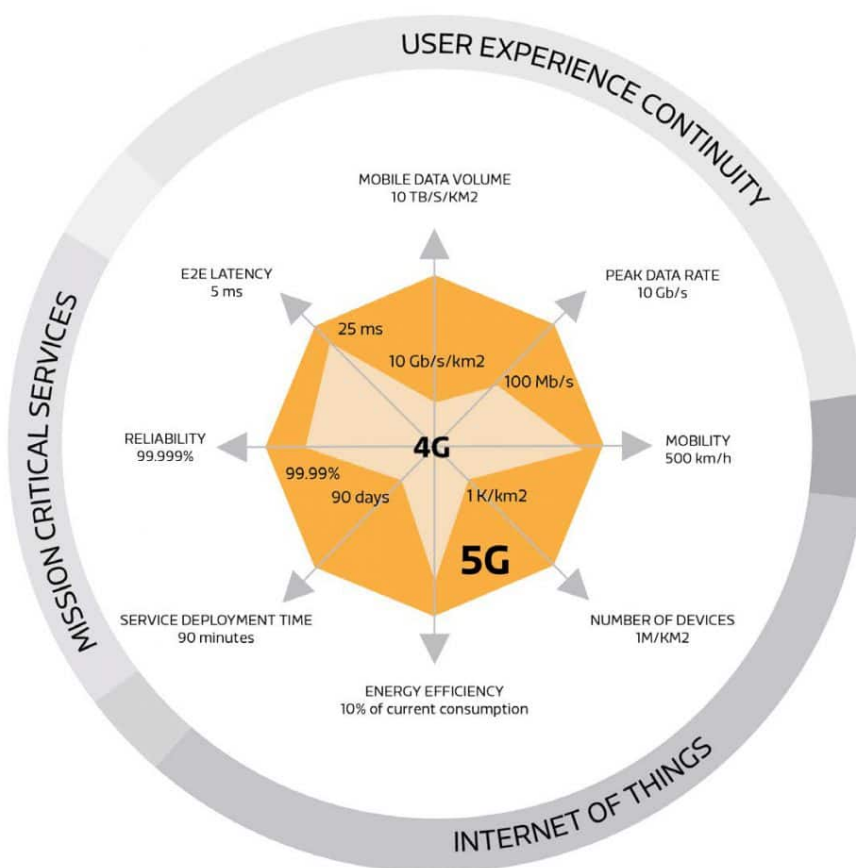 USER EXPERIENCE CONTINUITY
MOBILE DATA VOLUME
10 TB/S/KM2
E2E LATENCY
5 ms
PEAK DATA RATE
10 Gb/s
25 ms
10 Gb/s/km2
100 Mb/s
MISSION CRITICAL SERVICES
RELIABILITY
99.999%
4G
MOBILITY
500 km/h
99.99%
90 days
1 K/km2
5G
SERVICE DEPLOYMENT TIME
90 minutes
NUMBER OF DEVICES
1M/KM2
ENERGY EFFICIENCY
10% of current consumption
INTERNET OF THINGS